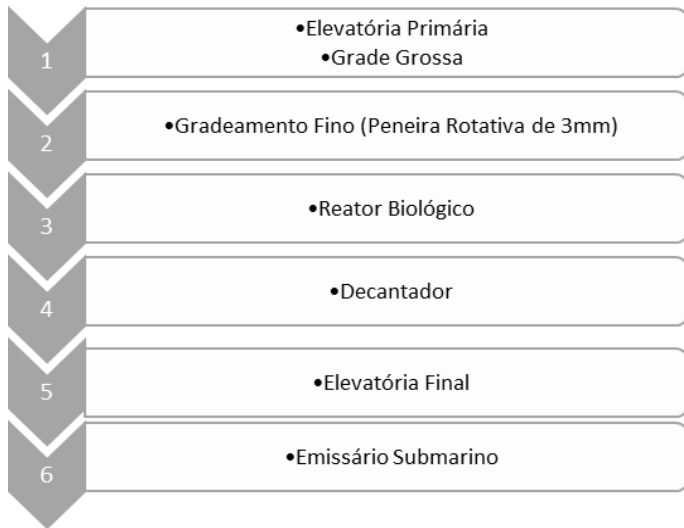 1
•Elevatória Primária
•Grade Grossa
2
•Gradeamento Fino (Peneira Rotativa de 3mm)
3
•Reator Biológico
4
•Decantador
5
•Elevatória Final
6
•Emissário Submarino